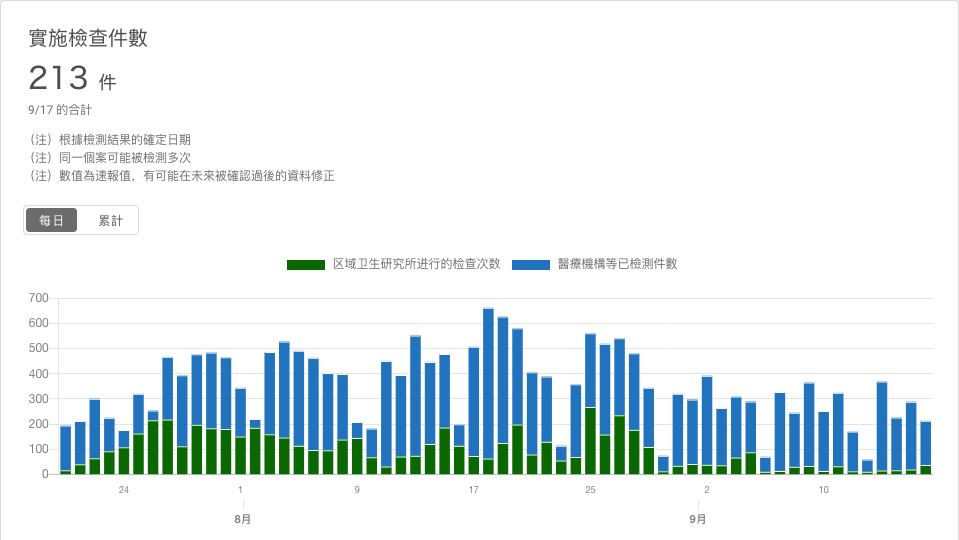 實施檢查件數
213 件
9/17 的合計
（注）根據檢測結果的確定日期
（注）同一個案可能被檢測多次
（注）數值為速報值，有可能在未來被確認過後的資料修正
每日 累計
区域卫生研究所进行的检查次数 醫療機構等已檢測件數
700
600
500
400
300
200
100
0
24 1 9 17 25 2 10
8月 9月